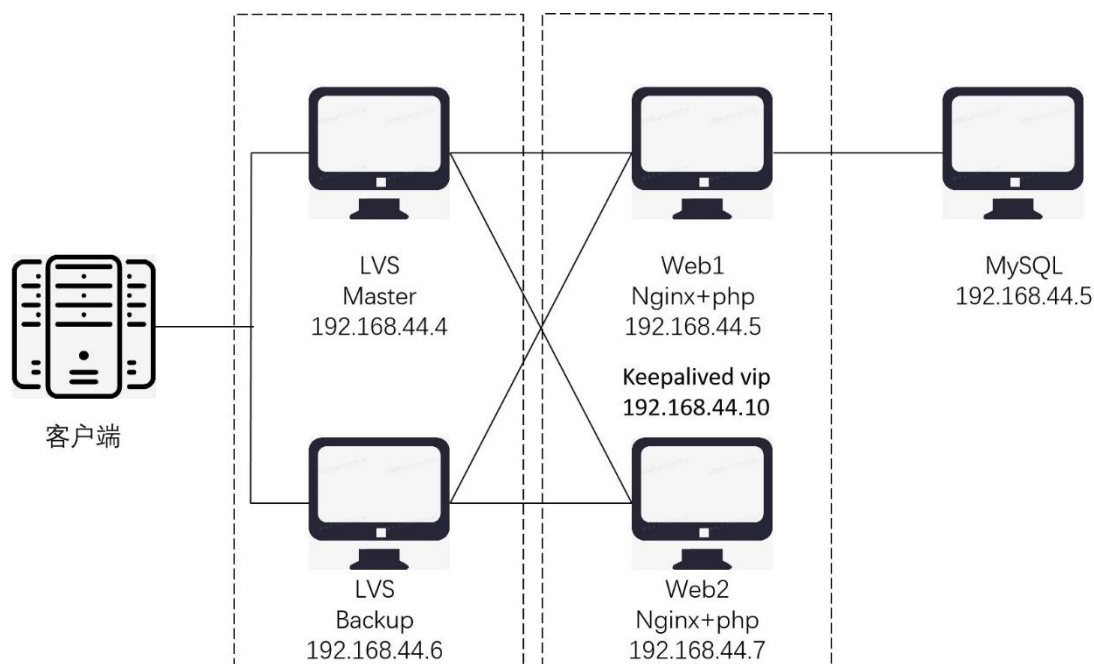 客户端
LVS
Master
192.168.44.4
LVS
Backup
192.168.44.6
Web1
Nginx+php
192.168.44.5
Keepalived vip
192.168.44.10
Web2
Nginx+php
192.168.44.7
MySQL
192.168.44.5